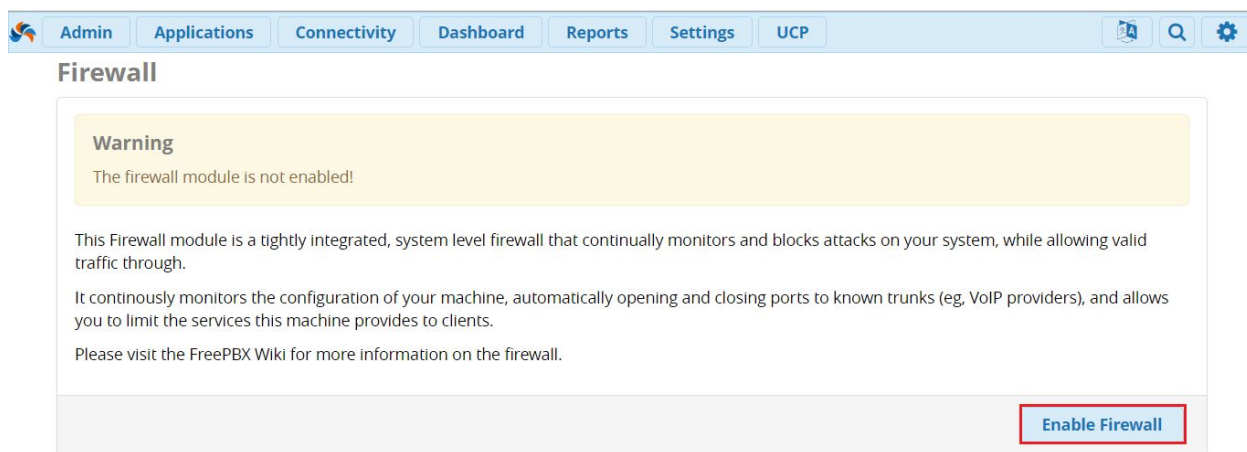 Admin Applications Connectivity Dashboard Reports Settings UCP
Firewall
Warning
The firewall module is not enabled!
This Firewall module is a tightly integrated, system level firewall that continually monitors and blocks attacks on your system, while allowing valid
traffic through.
It continously monitors the configuration of your machine, automatically opening and closing ports to known trunks (eg, VoIP providers), and allows
you to limit the services this machine provides to clients.
Please visit the FreePBX Wiki for more information on the firewall.
Enable Firewall